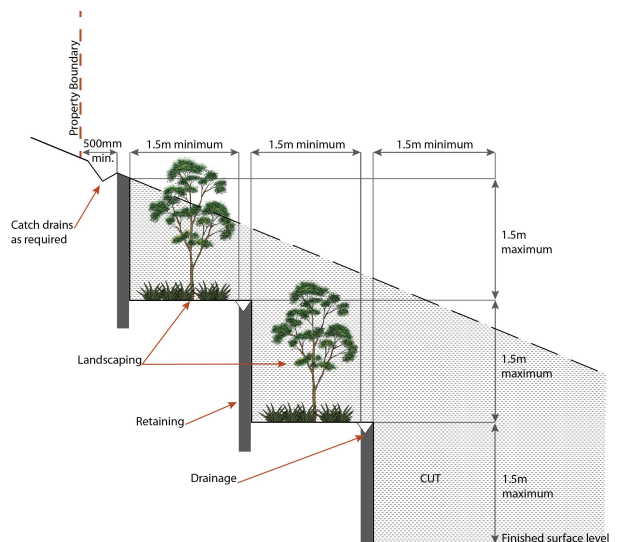 Property Boundary
500mm
min.
1.5m minimum
1.5m minimum
1.5m minimum
Catch drains
as required
1.5m
maximum
Landscaping
1.5m
maximum
Retaining
Drainage
CUT
1.5m
maximum
Finished surface level